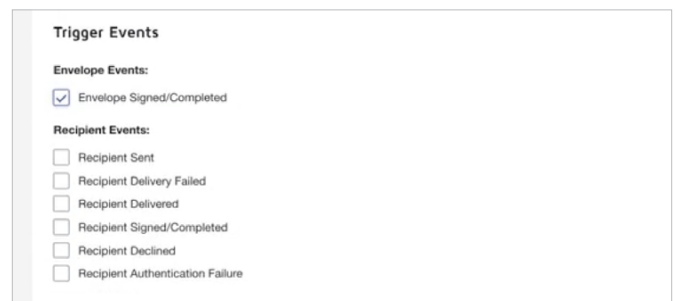 Trigger Events
Envelope Events:
Envelope Signed/Completed
Recipient Events:
Recipient Sent
Recipient Delivery Failed
Recipient Delivered
Recipient Signed/Completed
Recipient Declined
Recipient Authentication Failure